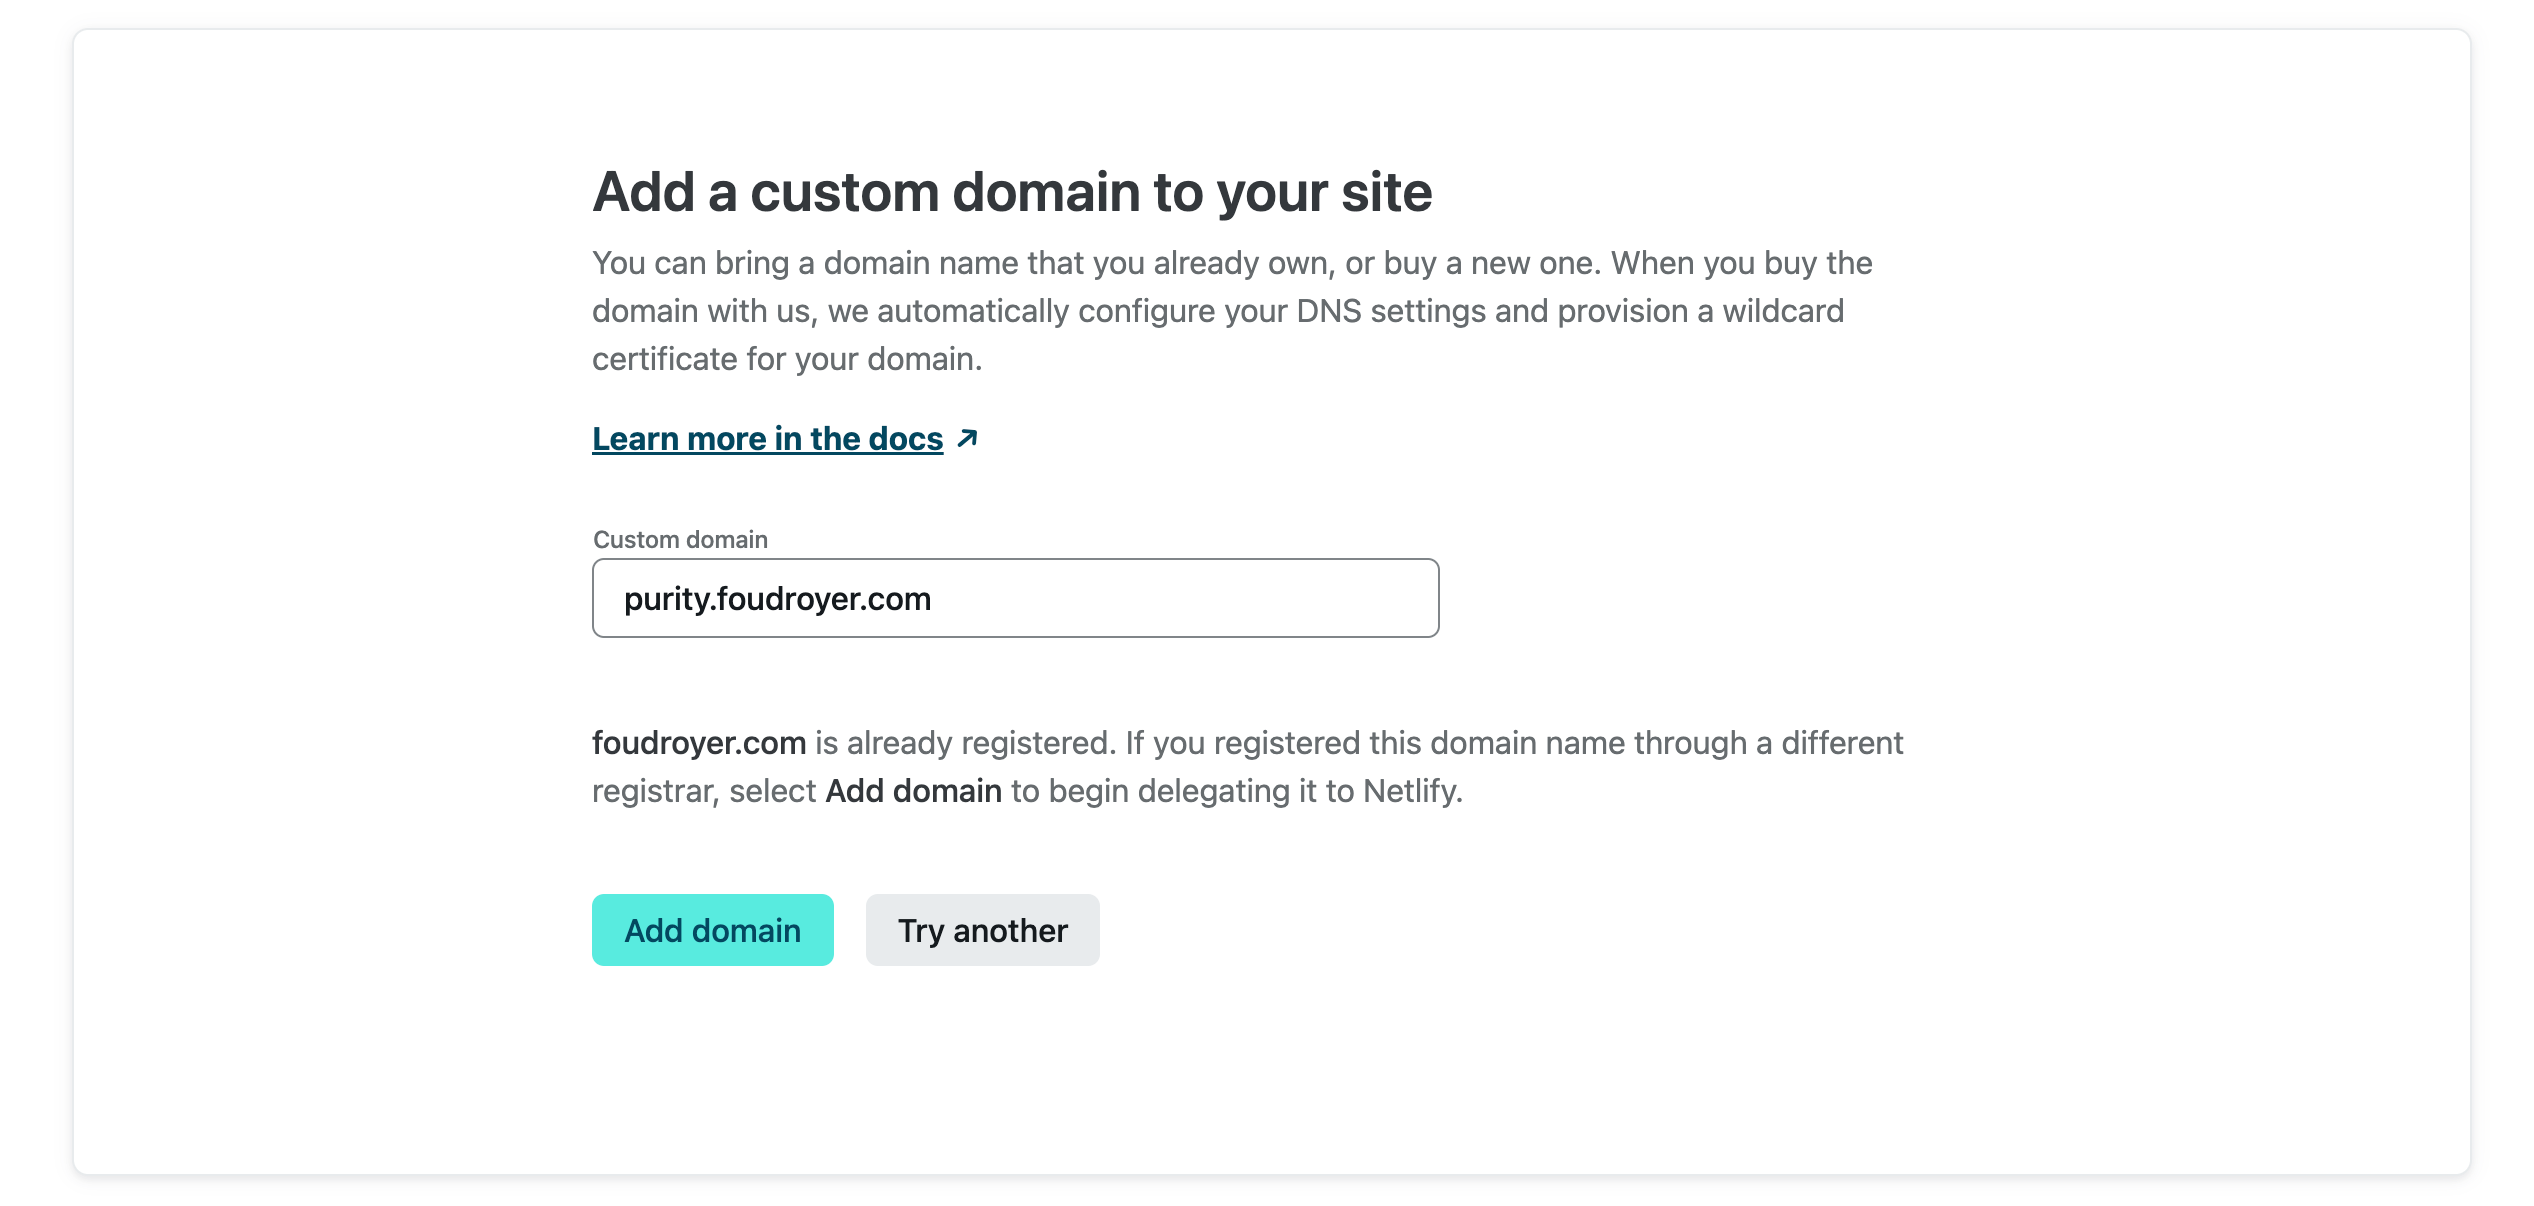 Add a custom domain to your site
You can bring a domain name that you already own, or buy a new one. When you buy the
domain with us, we automatically configure your DNS settings and provision a wildcard
certificate for your domain.
Learn more in the docs ↗
Custom domain
purity.foudroyer.com
foudroyer.com is already registered. If you registered this domain name through a different
registrar, select Add domain to begin delegating it to Netlify.
Add domain Try another